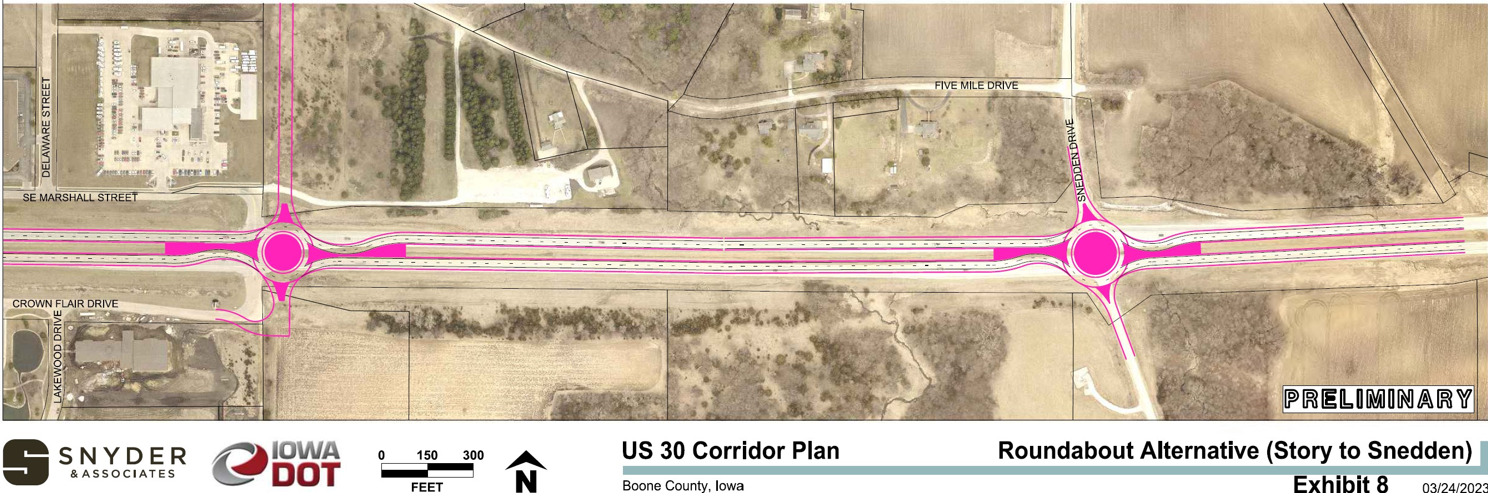 DELAWARE STREET
SE MARSHALL STREET
FIVE MILE DRIVE
SNEDDEN DRIVE
CROWN FLAIR DRIVE
LAKEWOOD DRIVE
PRELIMINARY
SNYDER
& ASSOCIATES
IOWA
DOT
0 150 300
FEET
N
US 30 Corridor Plan
Boone County, Iowa
Roundabout Alternative (Story to Snedden)
Exhibit 8 03/24/2023